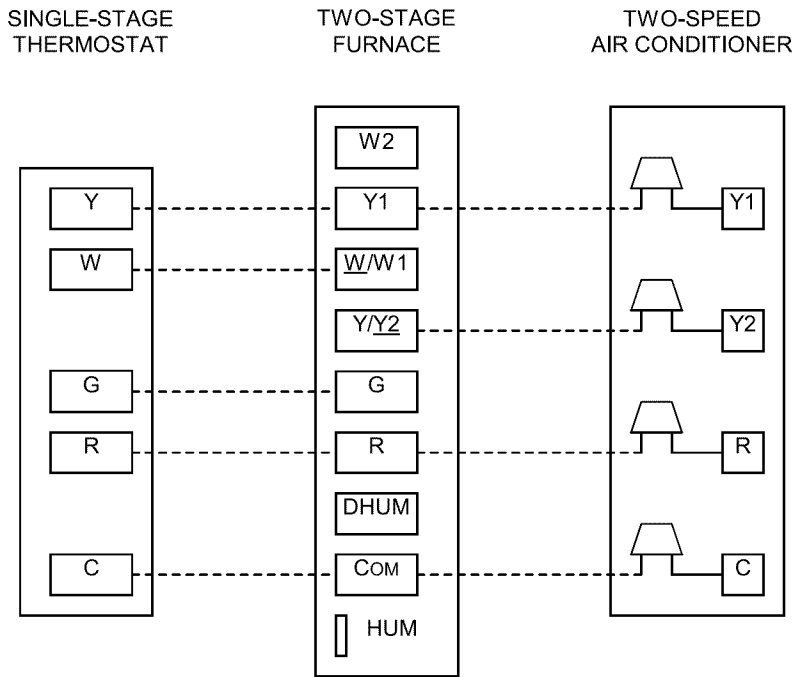 SINGLE-STAGE
THERMOSTAT
TWO-STAGE
FURNACE
TWO-SPEED
AIR CONDITIONER
W2
Y
Y1
Y1
W
W/W1
Y/Y2
Y2
G
G
R
R
R
DHUM
C
COM
C
HUM